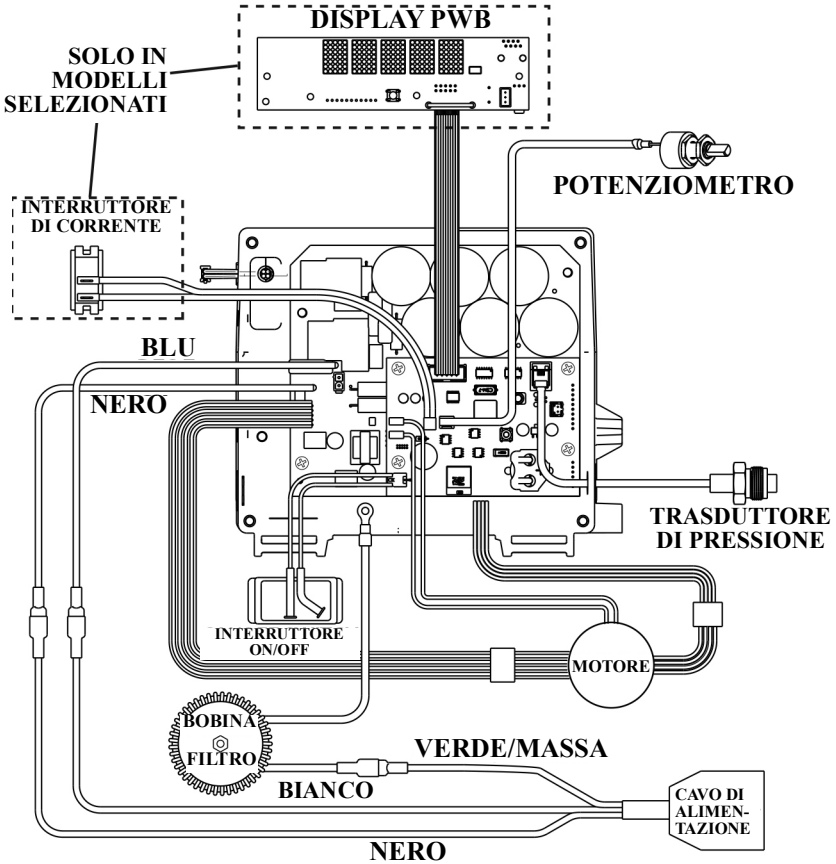 DISPLAY PWB
SOLO IN
MODELLI
SELEZIONATI
POTENZIOMETRO
INTERRUTTORE
DI CORRENTE
BLU
NERO
TRASDUTTORE
DI PRESSIONE
INTERRUTTORE
ON/OFF
MOTORE
BOBINA
FILTRO
VERDE/MASSA
BIANCO
CAVO DI
ALIMEN-
TAZIONE
NERO